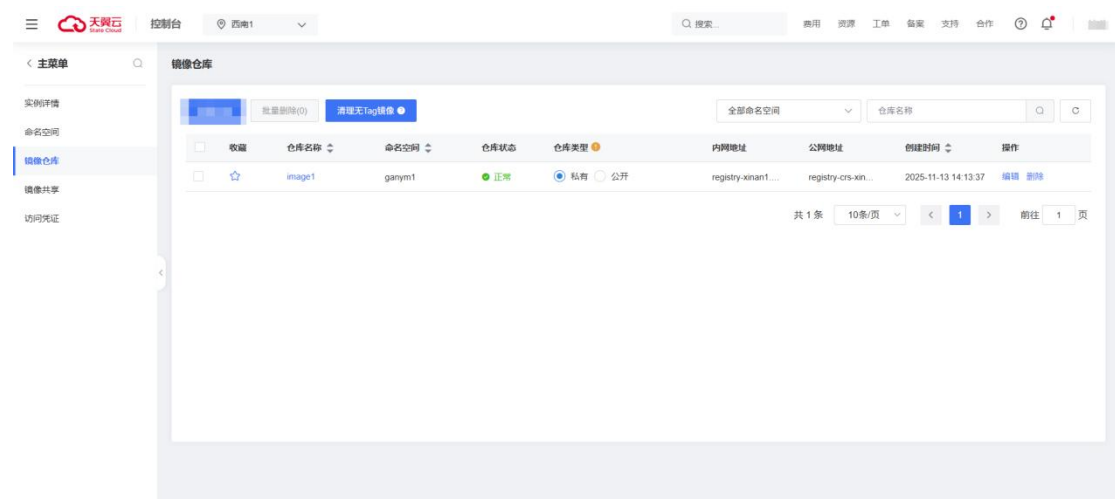 天翼云 State Cloud 控制台 西南1 搜索... 费用 资源 工单 备案 支持 合作
主菜单
镜像仓库
实例详情
命名空间
镜像仓库
镜像共享
访问凭证
批量删除(0) 清理无Tag镜像 全部命名空间 仓库名称
收藏 仓库名称 命名空间 仓库状态 仓库类型 内网地址 公网地址 创建时间 操作
image1 ganym1 正常 私有 公开 registry-xinan1.... registry-crs-xin... 2025-11-13 14:13:37 编辑 删除
共 1 条 10条/页 1 前往 1 页